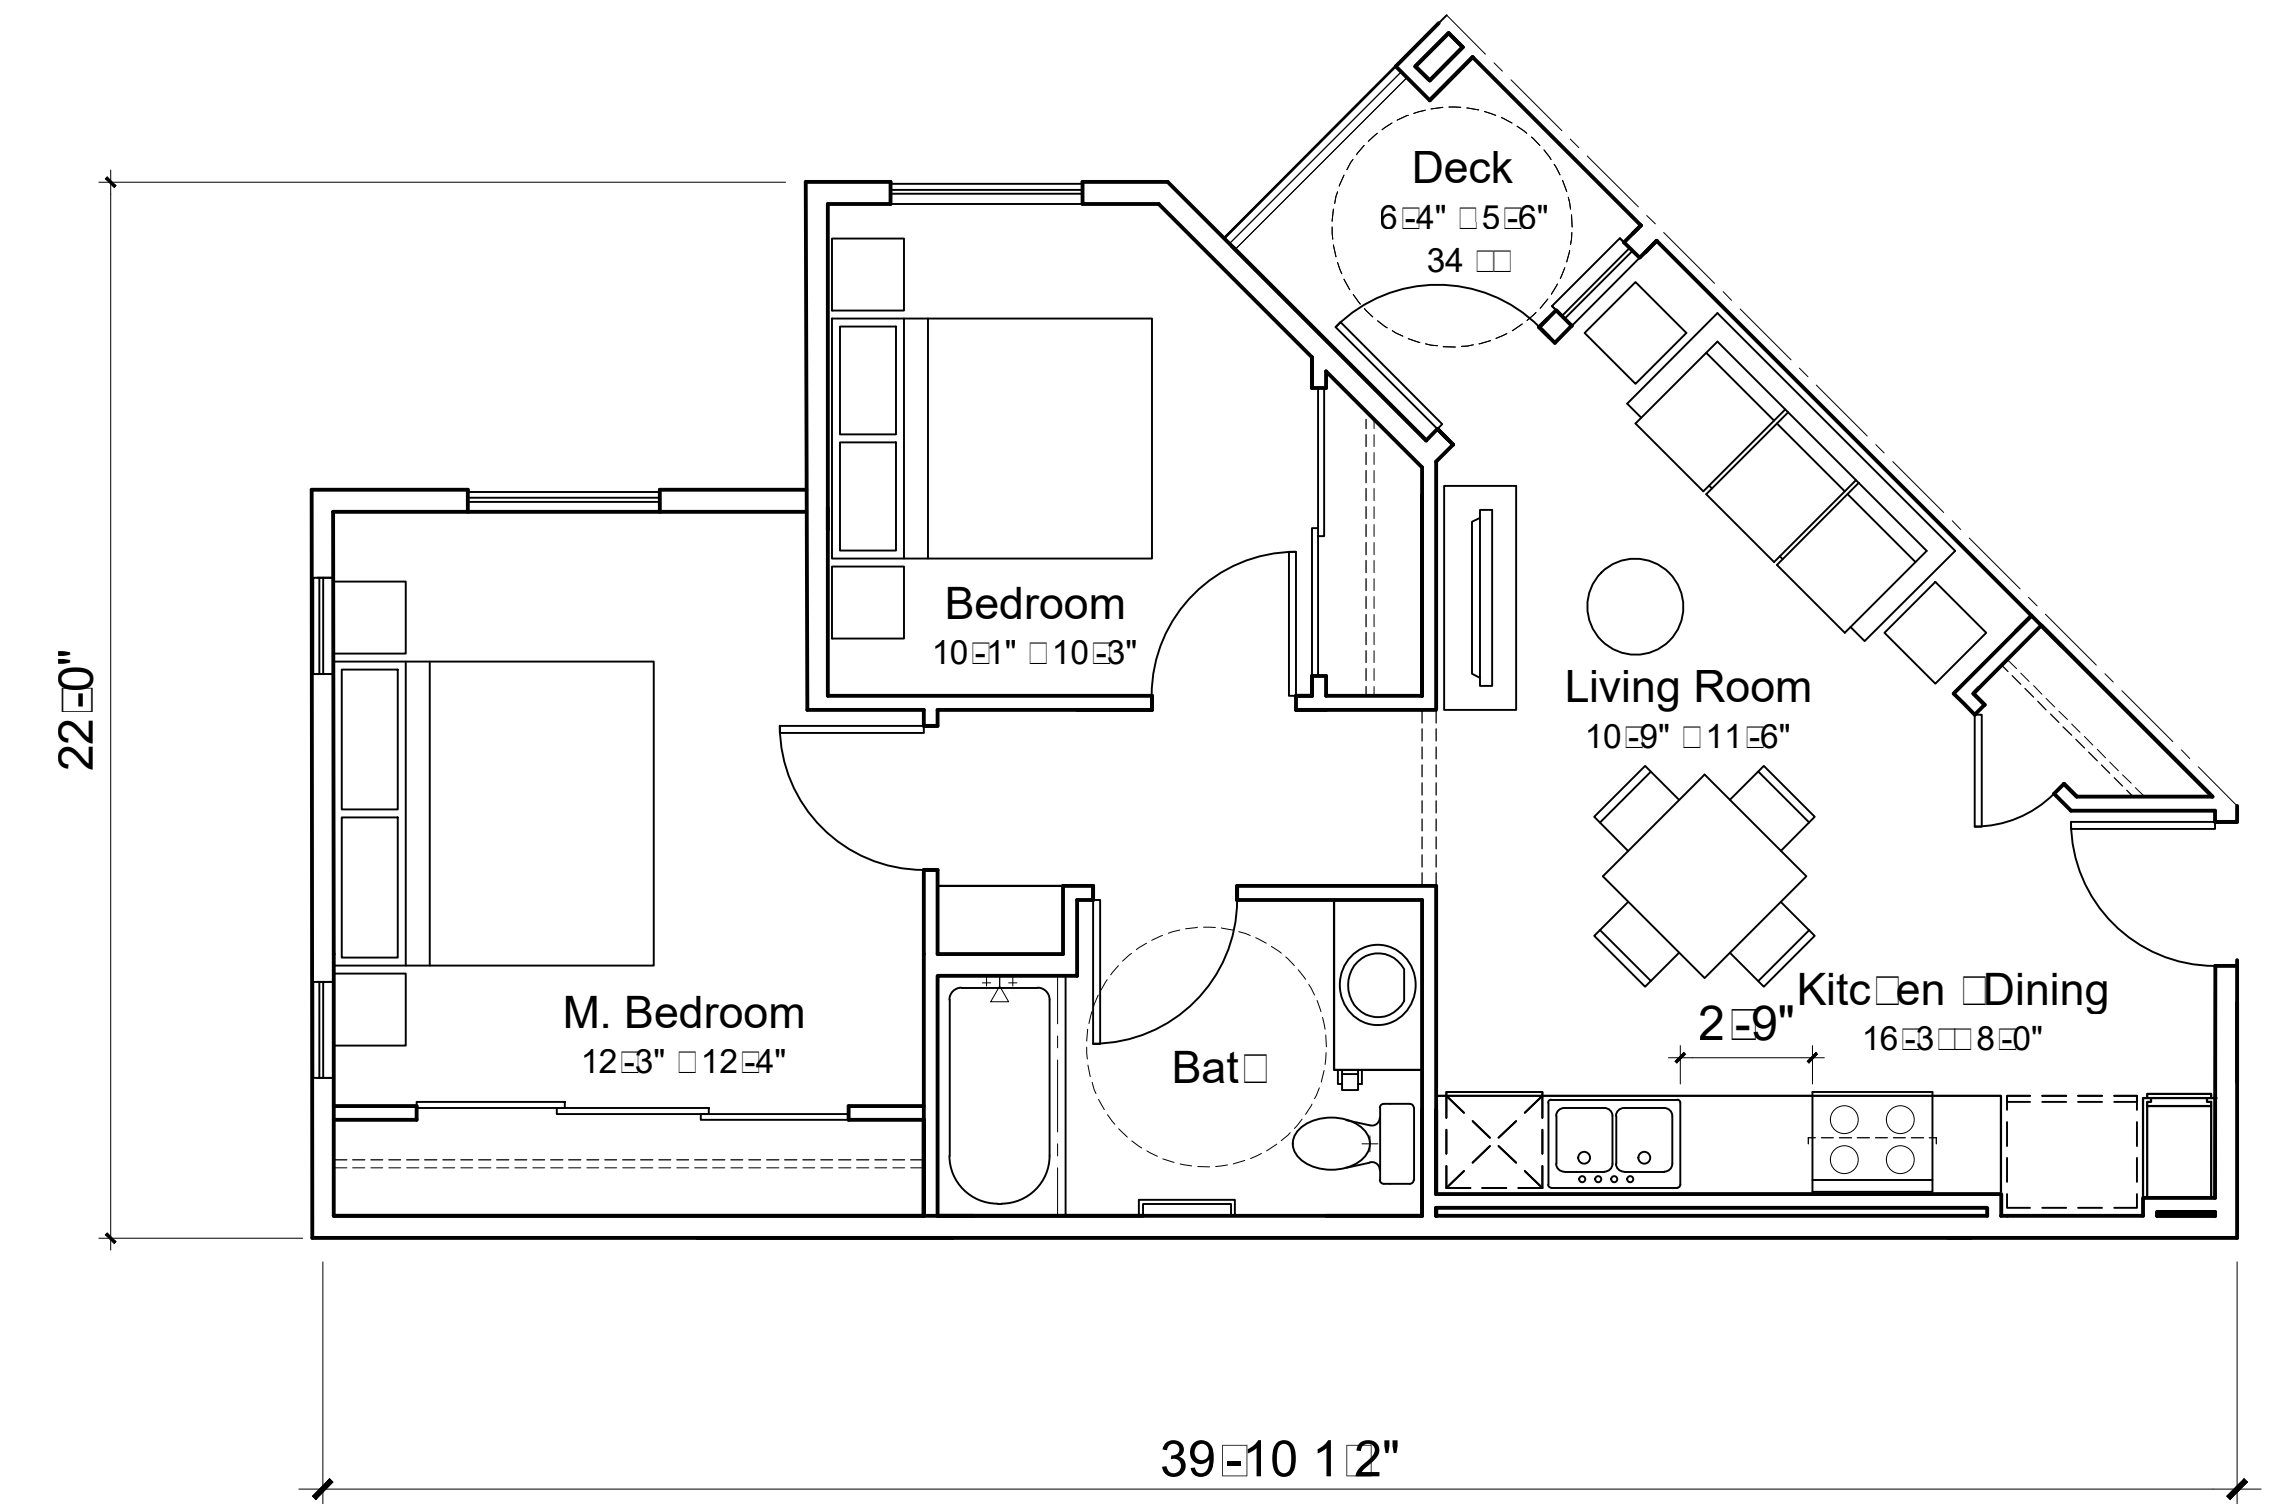 Deck
6□-4" □ 5□-6"
34 □□
Bedroom
10□-1" □ 10□-3"
22□-0"
Living Room
10□-9" □ 11□-6"
M. Bedroom
12□-3" □ 12□-4"
Bat□
Kitc□en □ Dining
16□-3□□ 8□-0"
2□-9"
39□-10 1□2"